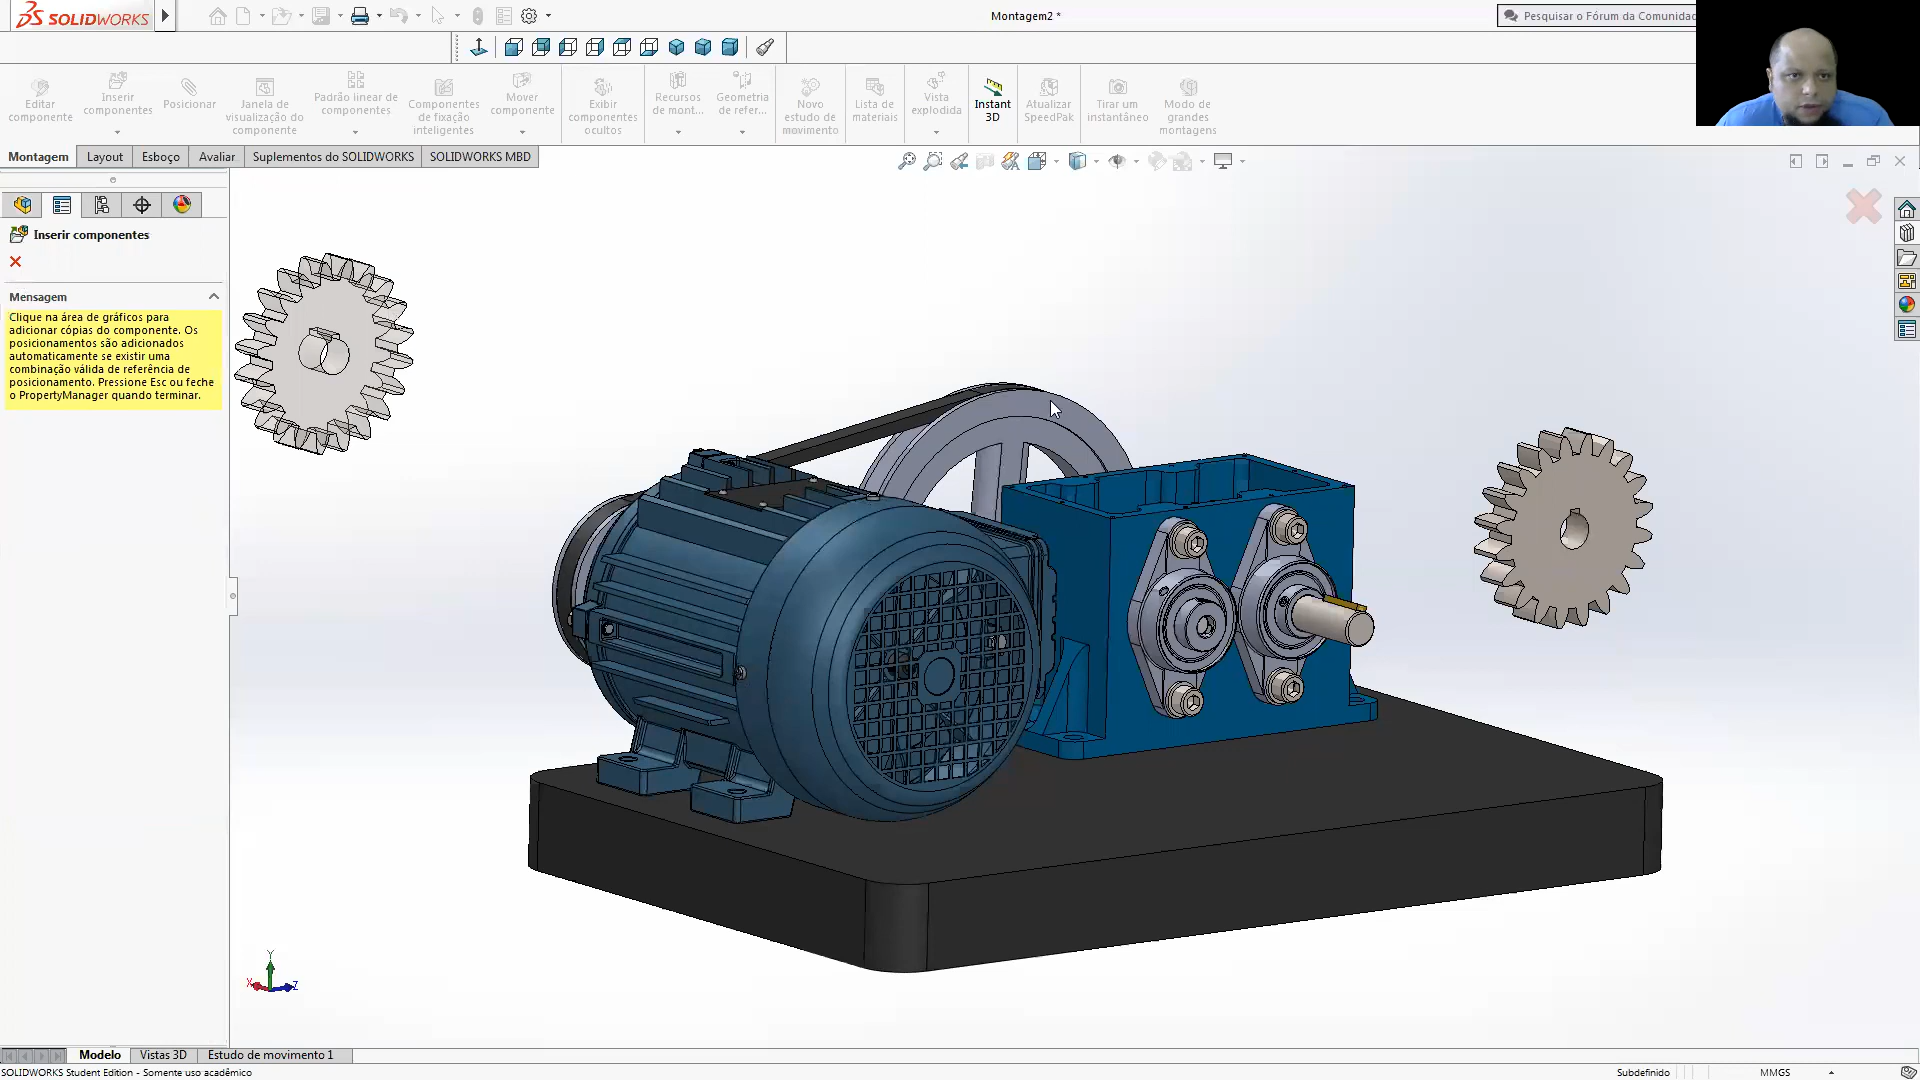 SOLIDWORKS
Montagem2 *
Pesquisar o Fórum da Comunidad
Editar
componente
Inserir
componentes
Posicionar
Janela de
visualização do
componente
Padrão linear de
componentes
Componentes
de fixação
inteligentes
Mover
componente
Exibir
componentes
ocultos
Recursos
de mont...
Geometria
de refer...
Novo
estudo de
movimento
Lista de
materiais
Vista
explodida
Instant
3D
Atualizar
SpeedPak
Tirar um
instantâneo
Modo de
grandes
montagens
Montagem
Layout
Esboço
Avaliar
Suplementos do SOLIDWORKS
SOLIDWORKS MBD
Inserir componentes
Mensagem
Clique na área de gráficos para
adicionar cópias do componente. Os
posicionamentos são adicionados
automaticamente se existir uma
combinação válida de referência de
posicionamento. Pressione Esc ou feche
o PropertyManager quando terminar.
Y
X
Z
Modelo
Vistas 3D
Estudo de movimento 1
SOLIDWORKS Student Edition - Somente uso acadêmico
Subdefinido
MMGS